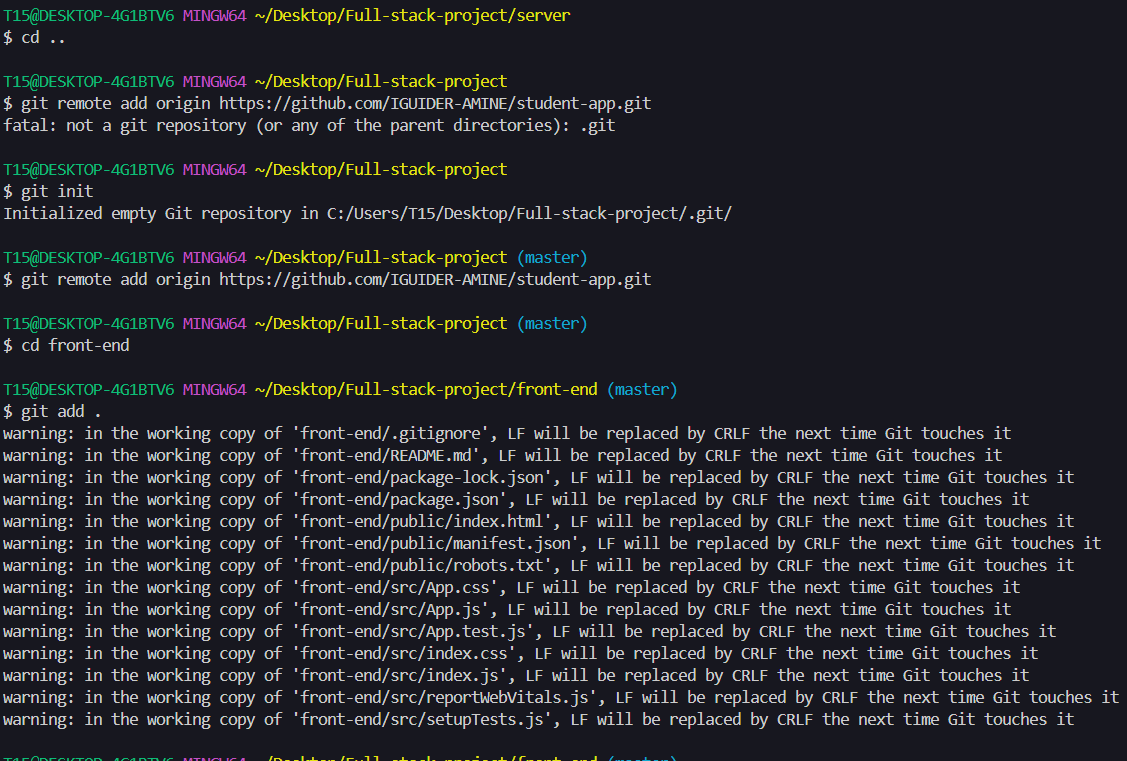 T15@DESKTOP-4G1BTV6 MINGW64 ~/Desktop/Full-stack-project/server
$ cd ..
T15@DESKTOP-4G1BTV6 MINGW64 ~/Desktop/Full-stack-project
$ git remote add origin https://github.com/IGUIDER-AMINE/student-app.git
fatal: not a git repository (or any of the parent directories): .git
T15@DESKTOP-4G1BTV6 MINGW64 ~/Desktop/Full-stack-project
$ git init
Initialized empty Git repository in C:/Users/T15/Desktop/Full-stack-project/.git/
T15@DESKTOP-4G1BTV6 MINGW64 ~/Desktop/Full-stack-project (master)
$ git remote add origin https://github.com/IGUIDER-AMINE/student-app.git
T15@DESKTOP-4G1BTV6 MINGW64 ~/Desktop/Full-stack-project (master)
$ cd front-end
T15@DESKTOP-4G1BTV6 MINGW64 ~/Desktop/Full-stack-project/front-end (master)
$ git add .
warning: in the working copy of 'front-end/.gitignore', LF will be replaced by CRLF the next time Git touches it
warning: in the working copy of 'front-end/README.md', LF will be replaced by CRLF the next time Git touches it
warning: in the working copy of 'front-end/package-lock.json', LF will be replaced by CRLF the next time Git touches it
warning: in the working copy of 'front-end/package.json', LF will be replaced by CRLF the next time Git touches it
warning: in the working copy of 'front-end/public/index.html', LF will be replaced by CRLF the next time Git touches it
warning: in the working copy of 'front-end/public/manifest.json', LF will be replaced by CRLF the next time Git touches it
warning: in the working copy of 'front-end/public/robots.txt', LF will be replaced by CRLF the next time Git touches it
warning: in the working copy of 'front-end/src/App.css', LF will be replaced by CRLF the next time Git touches it
warning: in the working copy of 'front-end/src/App.js', LF will be replaced by CRLF the next time Git touches it
warning: in the working copy of 'front-end/src/App.test.js', LF will be replaced by CRLF the next time Git touches it
warning: in the working copy of 'front-end/src/index.css', LF will be replaced by CRLF the next time Git touches it
warning: in the working copy of 'front-end/src/index.js', LF will be replaced by CRLF the next time Git touches it
warning: in the working copy of 'front-end/src/reportWebVitals.js', LF will be replaced by CRLF the next time Git touches it
warning: in the working copy of 'front-end/src/setupTests.js', LF will be replaced by CRLF the next time Git touches it
T15@DESKTOP-4G1BTV6 MINGW64 ~/Desktop/Full-stack-project/front-end (master)